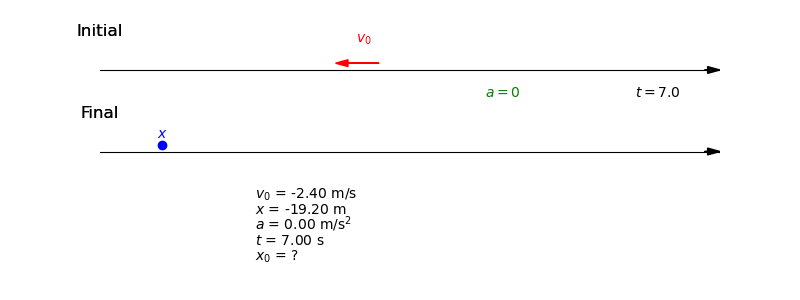 Initial
v₀
a = 0
t = 7.0
Final
x
v₀ = -2.40 m/s
x = -19.20 m
a = 0.00 m/s²
t = 7.00 s
x₀ = ?